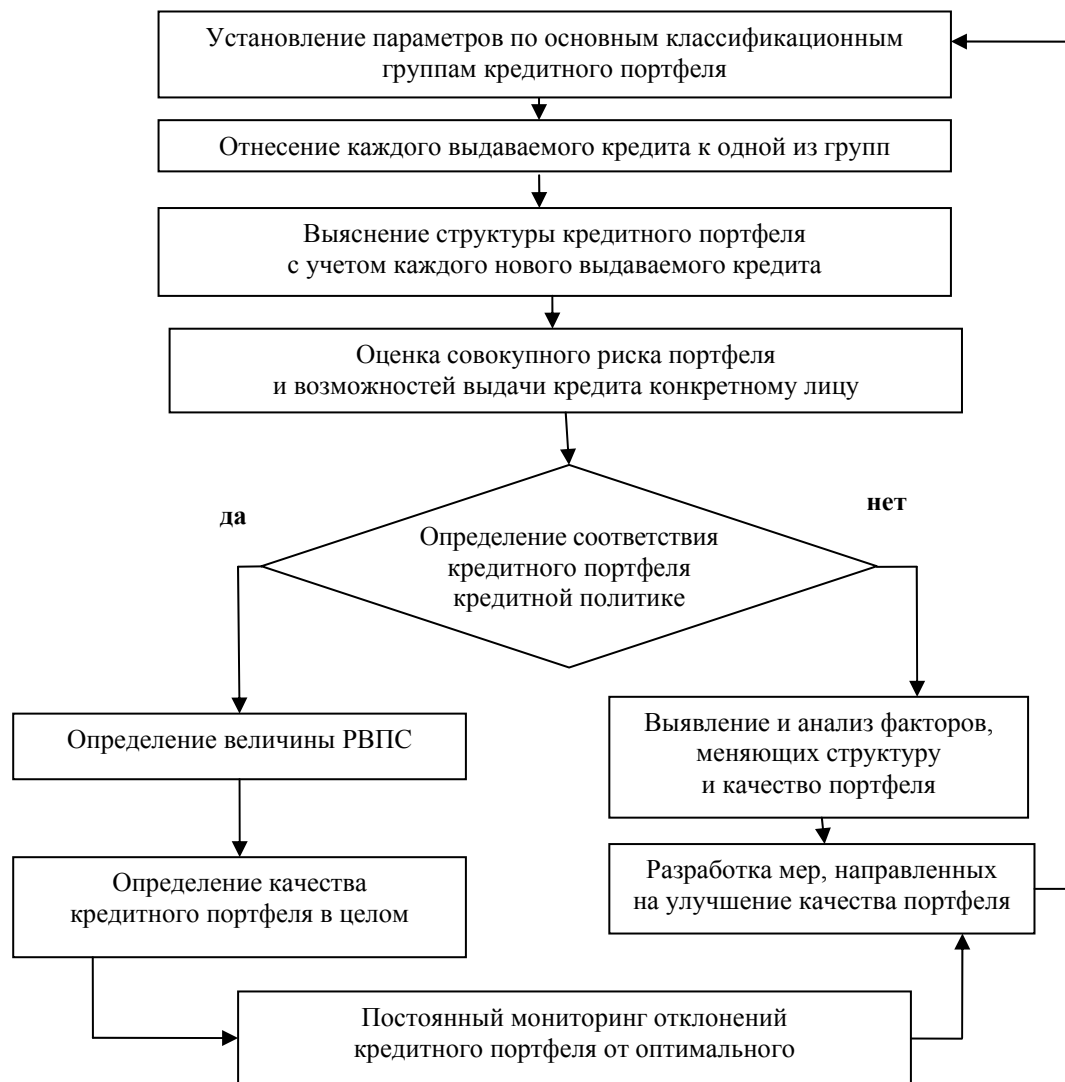 Установление параметров по основным классификационным
группам кредитного портфеля
Отнесение каждого выдаваемого кредита к одной из групп
Выяснение структуры кредитного портфеля
с учетом каждого нового выдаваемого кредита
Оценка совокупного риска портфеля
и возможностей выдачи кредита конкретному лицу
да
нет
Определение соответствия
кредитного портфеля
кредитной политике
Определение величины РВПС
Выявление и анализ факторов,
меняющих структуру
и качество портфеля
Определение качества
кредитного портфеля в целом
Разработка мер, направленных
на улучшение качества портфеля
Постоянный мониторинг отклонений
кредитного портфеля от оптимального